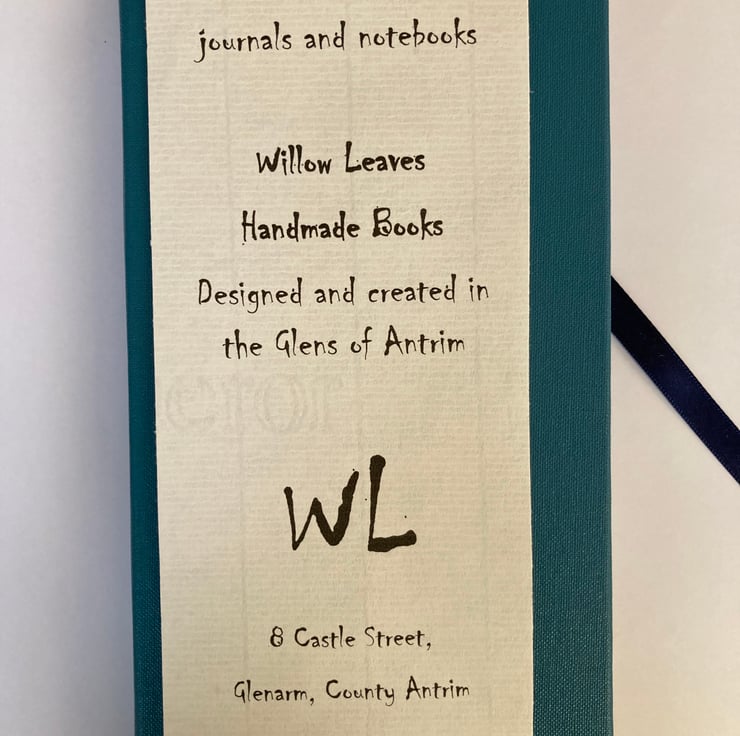 journals and notebooks
Willow Leaves
Handmade Books
Designed and created in
the Glens of Antrim
WL
8 Castle Street,
Glenarm, County Antrim